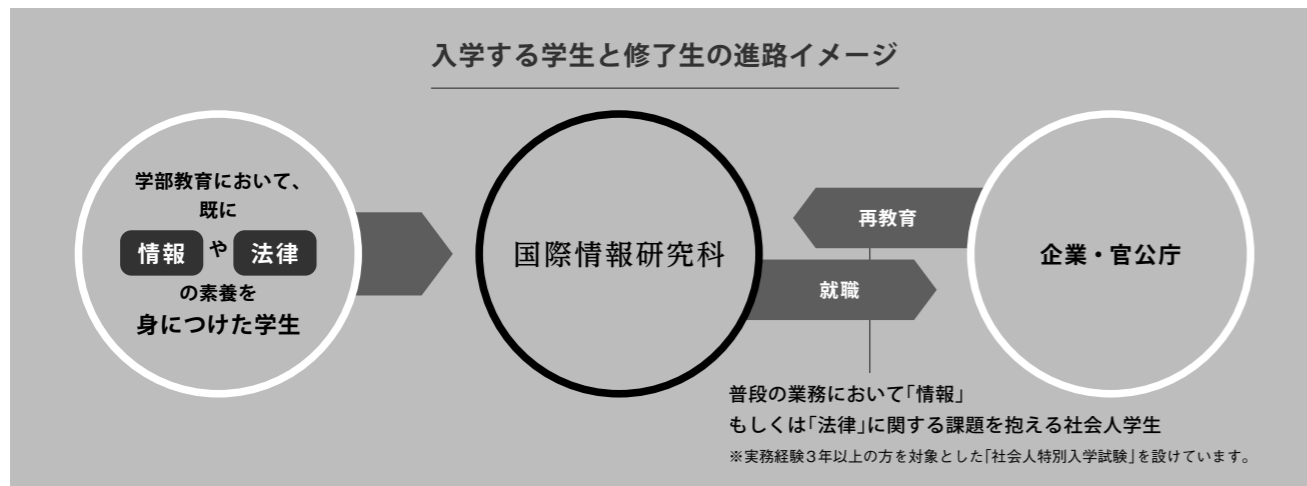 入学する学生と修了生の進路イメージ
学部教育において、
既に
情報 や 法律
の素養を
身につけた学生
国際情報研究科
再教育
就職
企業・官公庁
普段の業務において「情報」
もしくは「法律」に関する課題を抱える社会人学生
※実務経験3年以上の方を対象とした「社会人特別入学試験」を設けています。